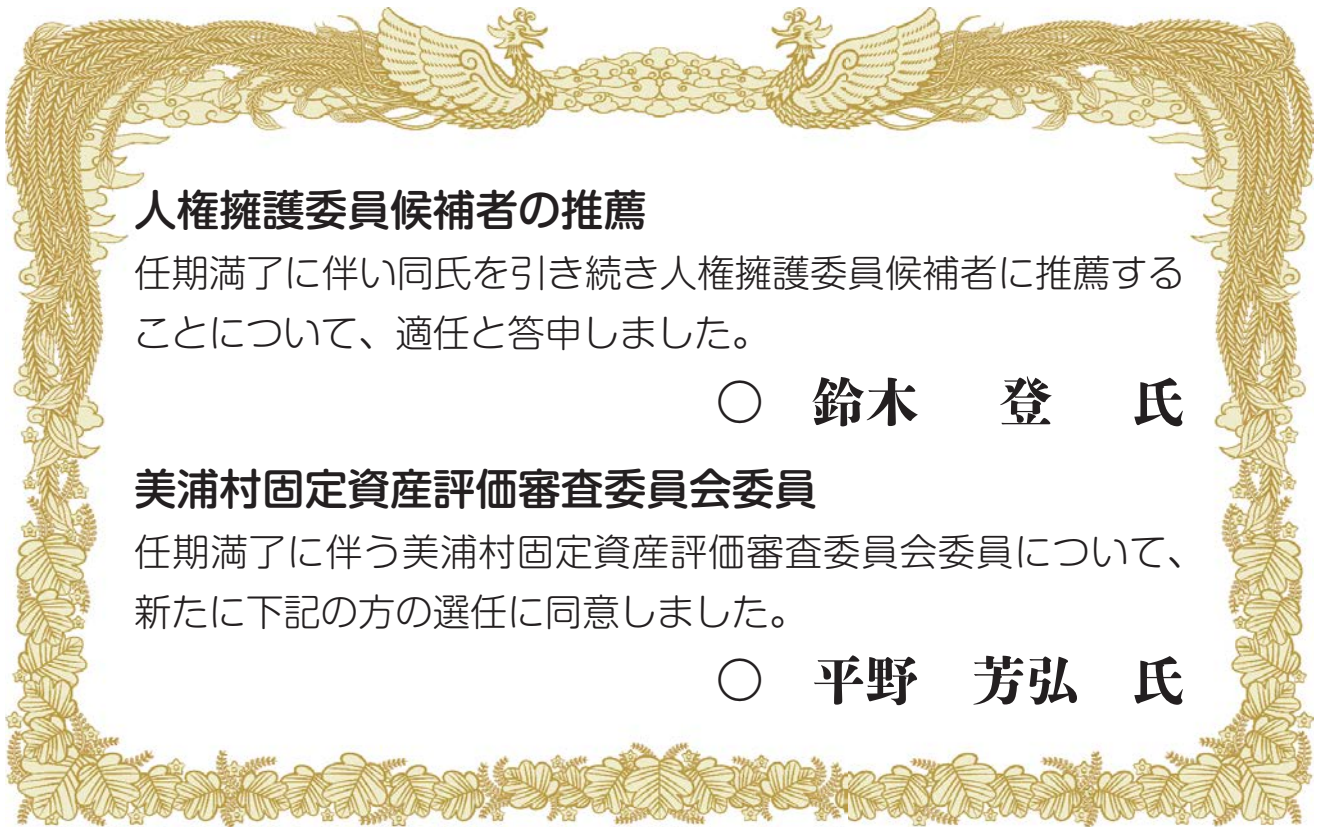 人権擁護委員候補者の推薦
任期満了に伴い同氏を引き続き人権擁護委員候補者に推薦する
ことについて、適任と答申しました。
○　鈴木　登　氏
美浦村固定資産評価審査委員会委員
任期満了に伴う美浦村固定資産評価審査委員会委員について、
新たに下記の方の選任に同意しました。
○　平野　芳弘　氏